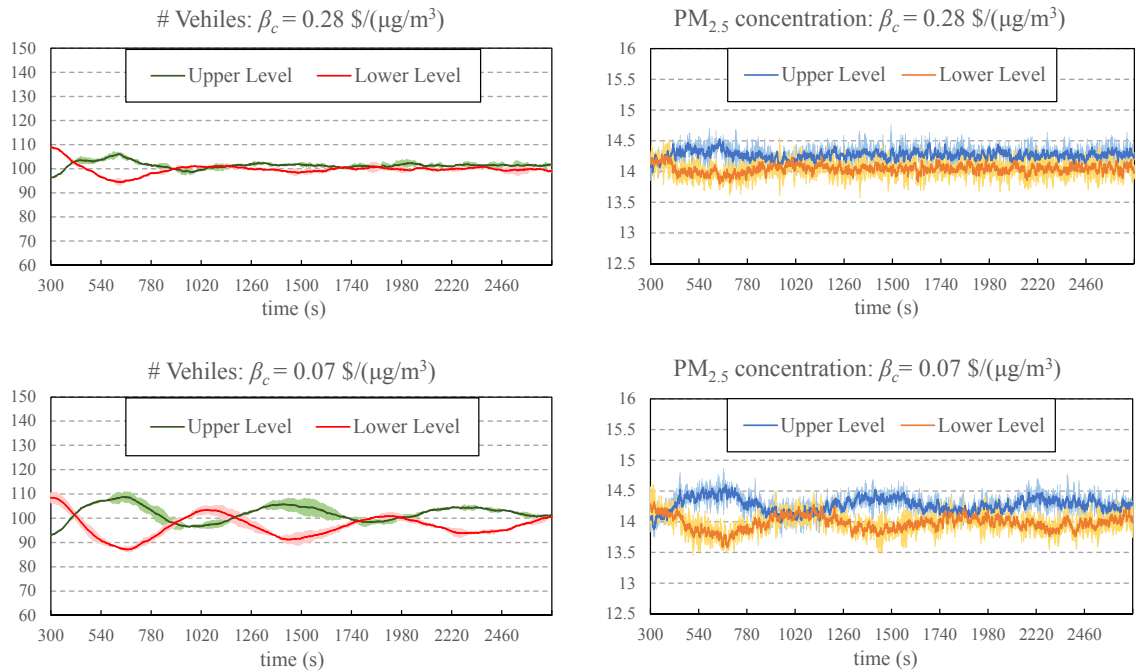 # Vehiles: βc = 0.28 $/(µg/m³)
150
140
130
120
110
100
90
80
70
60
Upper Level Lower Level
300 540 780 1020 1260 1500 1740 1980 2220 2460
time (s)
PM2.5 concentration: βc = 0.28 $/(µg/m³)
16
15.5
15
14.5
14
13.5
13
12.5
Upper Level Lower Level
300 540 780 1020 1260 1500 1740 1980 2220 2460
time (s)
# Vehiles: βc = 0.07 $/(µg/m³)
150
140
130
120
110
100
90
80
70
60
Upper Level Lower Level
300 540 780 1020 1260 1500 1740 1980 2220 2460
time (s)
PM2.5 concentration: βc = 0.07 $/(µg/m³)
16
15.5
15
14.5
14
13.5
13
12.5
Upper Level Lower Level
300 540 780 1020 1260 1500 1740 1980 2220 2460
time (s)